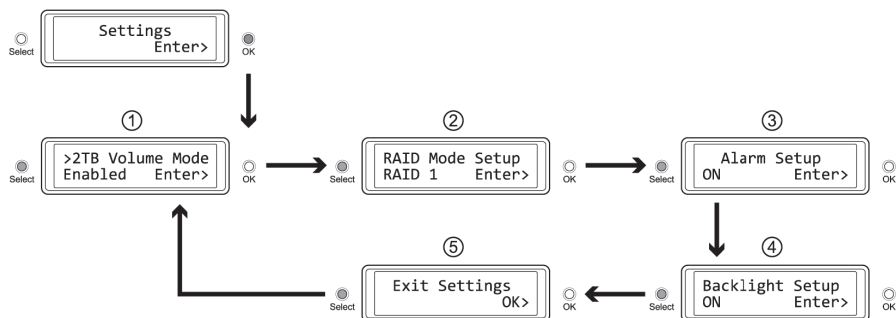 Settings
Enter>
Select
OK
①
>2TB Volume Mode
Enabled Enter>
Select
OK
②
RAID Mode Setup
RAID 1 Enter>
Select
OK
③
Alarm Setup
ON Enter>
Select
OK
④
Backlight Setup
ON Enter>
Select
OK
⑤
Exit Settings
OK>
Select
OK